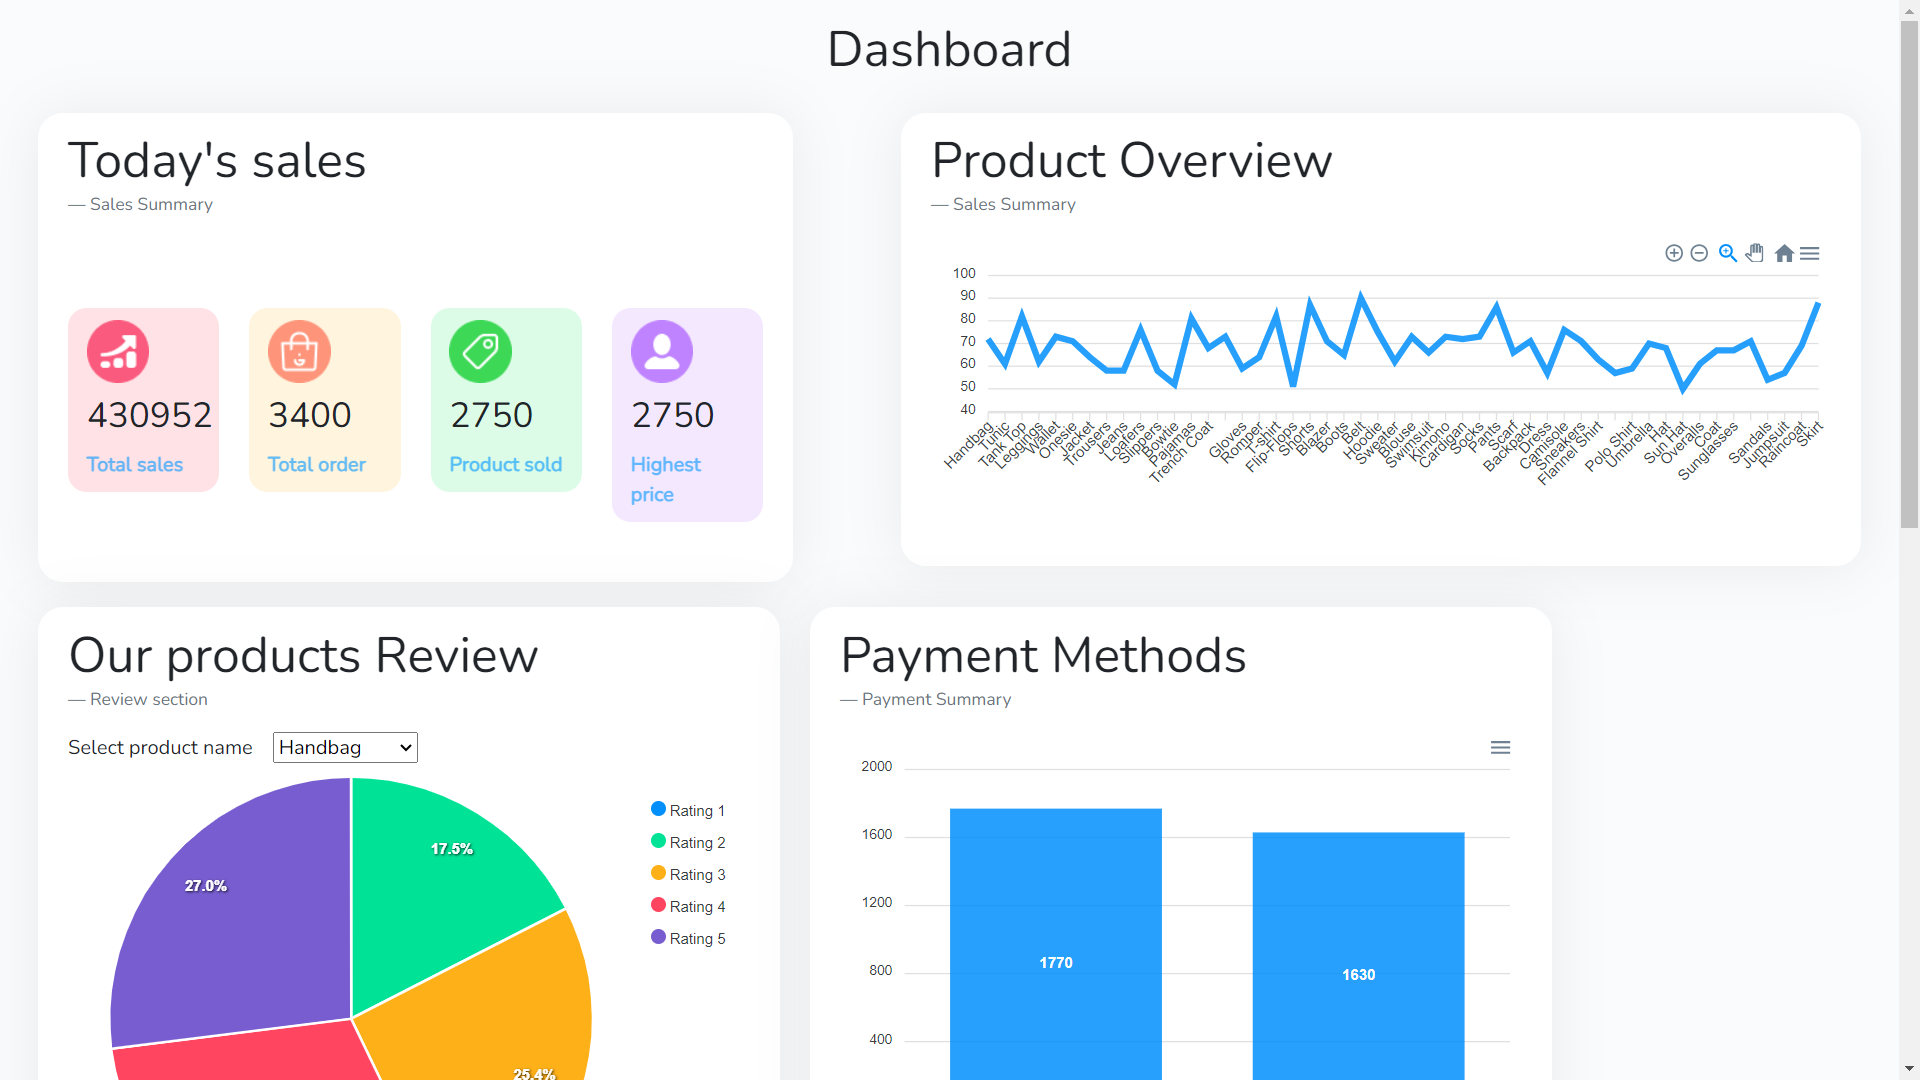 Dashboard
Today's sales
— Sales Summary
430952
Total sales
3400
Total order
2750
Product sold
2750
Highest
price
Product Overview
— Sales Summary
100
90
80
70
60
50
40
Handbag
Tunic
Tank Top
Leggings
Wallet
Onesie
Jacket
Trousers
Jeans
Loafers
Slippers
Bowtie
Pajamas
Trench Coat
Gloves
Romper
T-shirt
Flip-Flops
Shorts
Blazer
Boots
Belt
Hoodie
Sweater
Blouse
Swimsuit
Kimono
Cardigan
Socks
Pants
Scarf
Backpack
Dress
Camisole
Sneakers
Flannel Shirt
Polo Shirt
Umbrella
Hat
Sun Hat
Overalls
Coat
Sunglasses
Sandals
Jumpsuit
Raincoat
Skirt
Our products Review
— Review section
Select product name
Handbag
17.5%
27.0%
25.4%
Rating 1
Rating 2
Rating 3
Rating 4
Rating 5
Payment Methods
— Payment Summary
2000
1600
1200
800
400
1770
1630